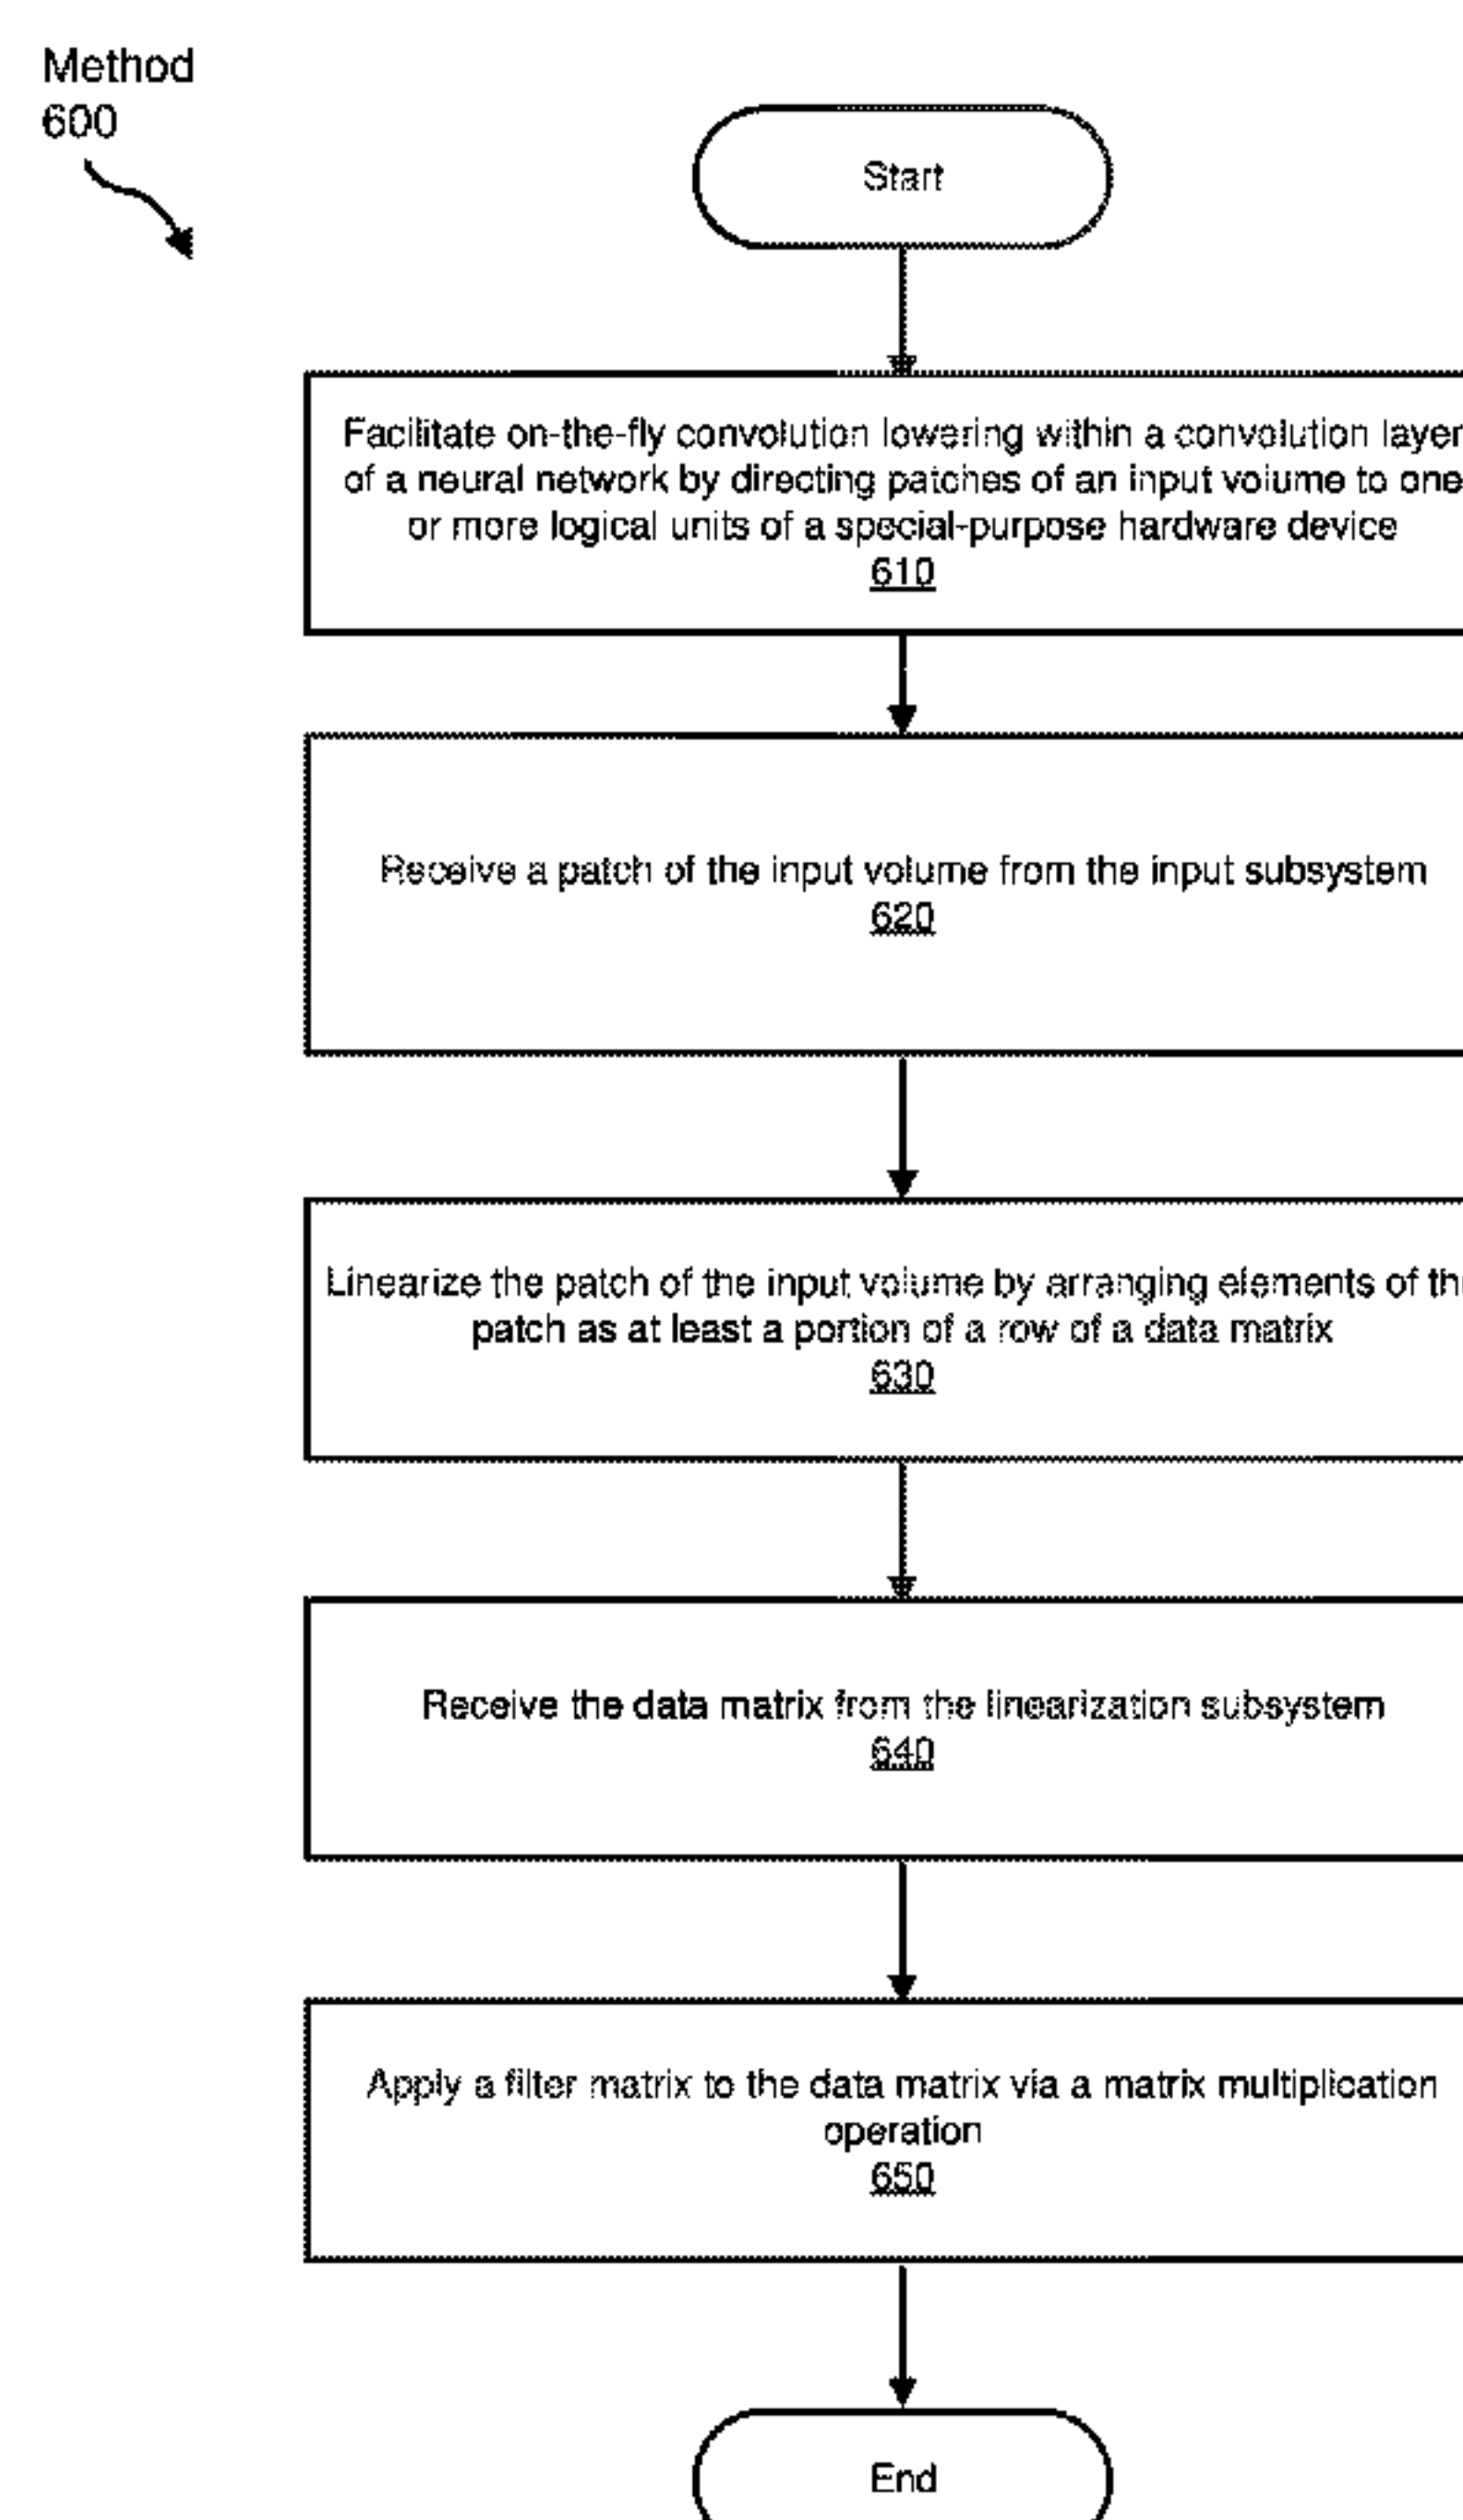 Method
600
Start
Facilitate on-the-fly convolution lowering within a convolution layer
of a neural network by directing patches of an input volume to one
or more logical units of a special-purpose hardware device
610
Receive a patch of the input volume from the input subsystem
620
Linearize the patch of the input volume by arranging elements of the
patch as at least a portion of a row of a data matrix
630
Receive the data matrix from the linearization subsystem
640
Apply a filter matrix to the data matrix via a matrix multiplication
operation
650
End